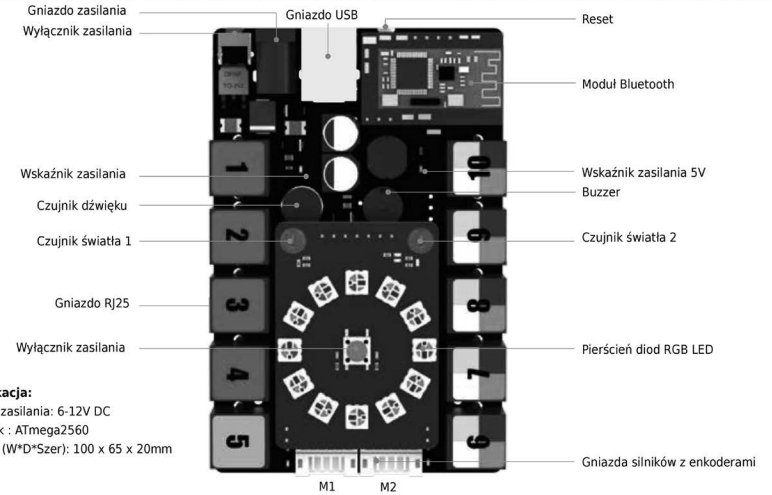 Gniazdo zasilania
Wyłącznik zasilania
Gniazdo USB
Reset
Moduł Bluetooth
Wskaźnik zasilania
Czujnik dźwięku
Czujnik światła 1
Gniazdo RJ25
Wyłącznik zasilania
Wskaźnik zasilania 5V
Buzzer
Czujnik światła 2
Pierścień diod RGB LED
Gniazda silników z enkoderami
1
2
3
4
5
10
9
8
7
6
M1 M2
zasilania: 6-12V DC
: ATmega2560
(W*D*Szer): 100 x 65 x 20mm